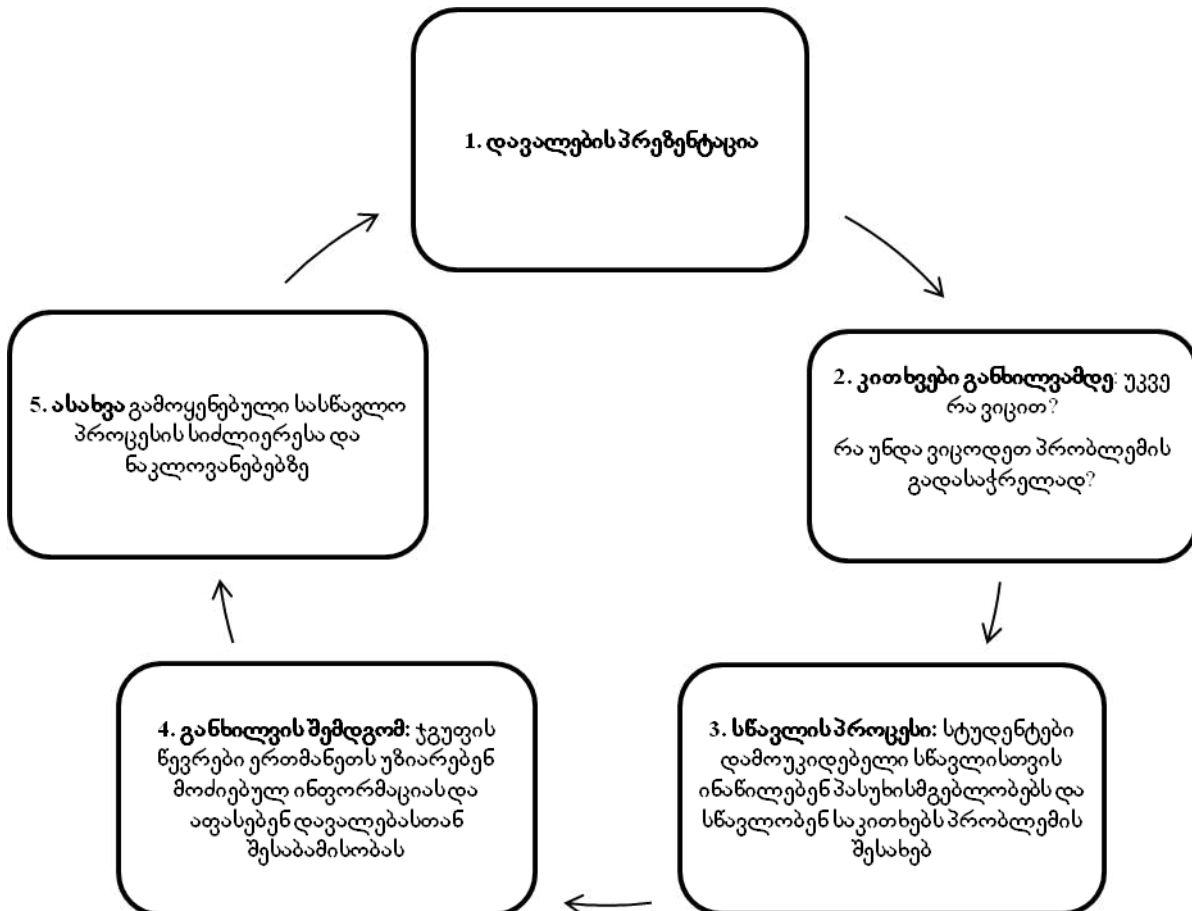 1. დავალების პრეზენტაცია
2. კითხვები განხილვამდე: უკვე
რა ვიცით?
რა უნდა ვიცოდეთ პრობლემის
გადასაჭრელად?
3. სწავლის პროცესი: სტუდენტები
დამოუკიდებელი სწავლისთვის
ინაწილებენ პასუხისმგებლობებს და
სწავლობენ საკითხებს პრობლემის
შესახებ
4. განხილვის შემდგომ: ჯგუფის
წევრები ერთმანეთს უზიარებენ
მოძიებულ ინფორმაციას და
აფასებენ დავალებასთან
შესაბამისობას
5. ასახვა გამოყენებული სასწავლო
პროცესის სიძლიერესა და
ნაკლოვანებებზე